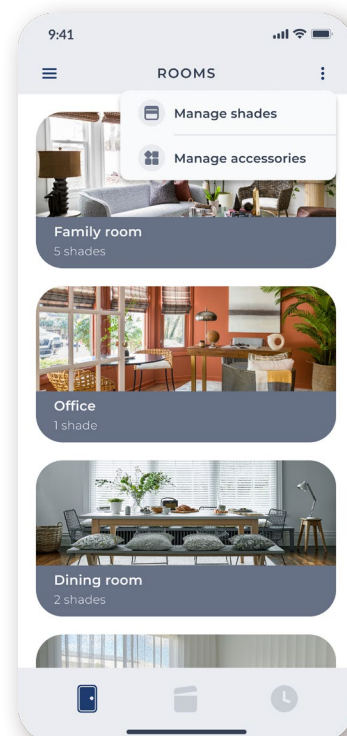 9:41
ROOMS
Manage shades
Manage accessories
Family room
5 shades
Office
1 shade
Dining room
2 shades